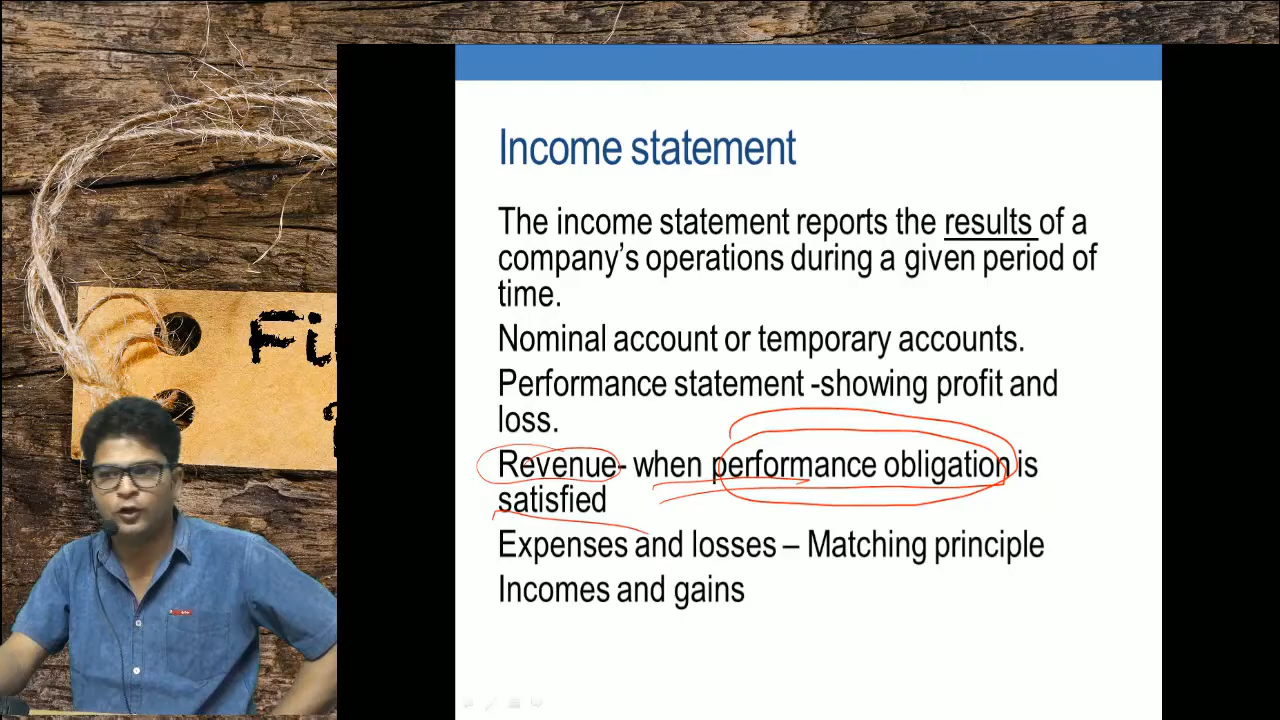 Income statement
The income statement reports the results of a
company's operations during a given period of
time.
Nominal account or temporary accounts.
Performance statement -showing profit and
loss.
Revenue- when performance obligation is
satisfied
Expenses and losses – Matching principle
Incomes and gains
Fi